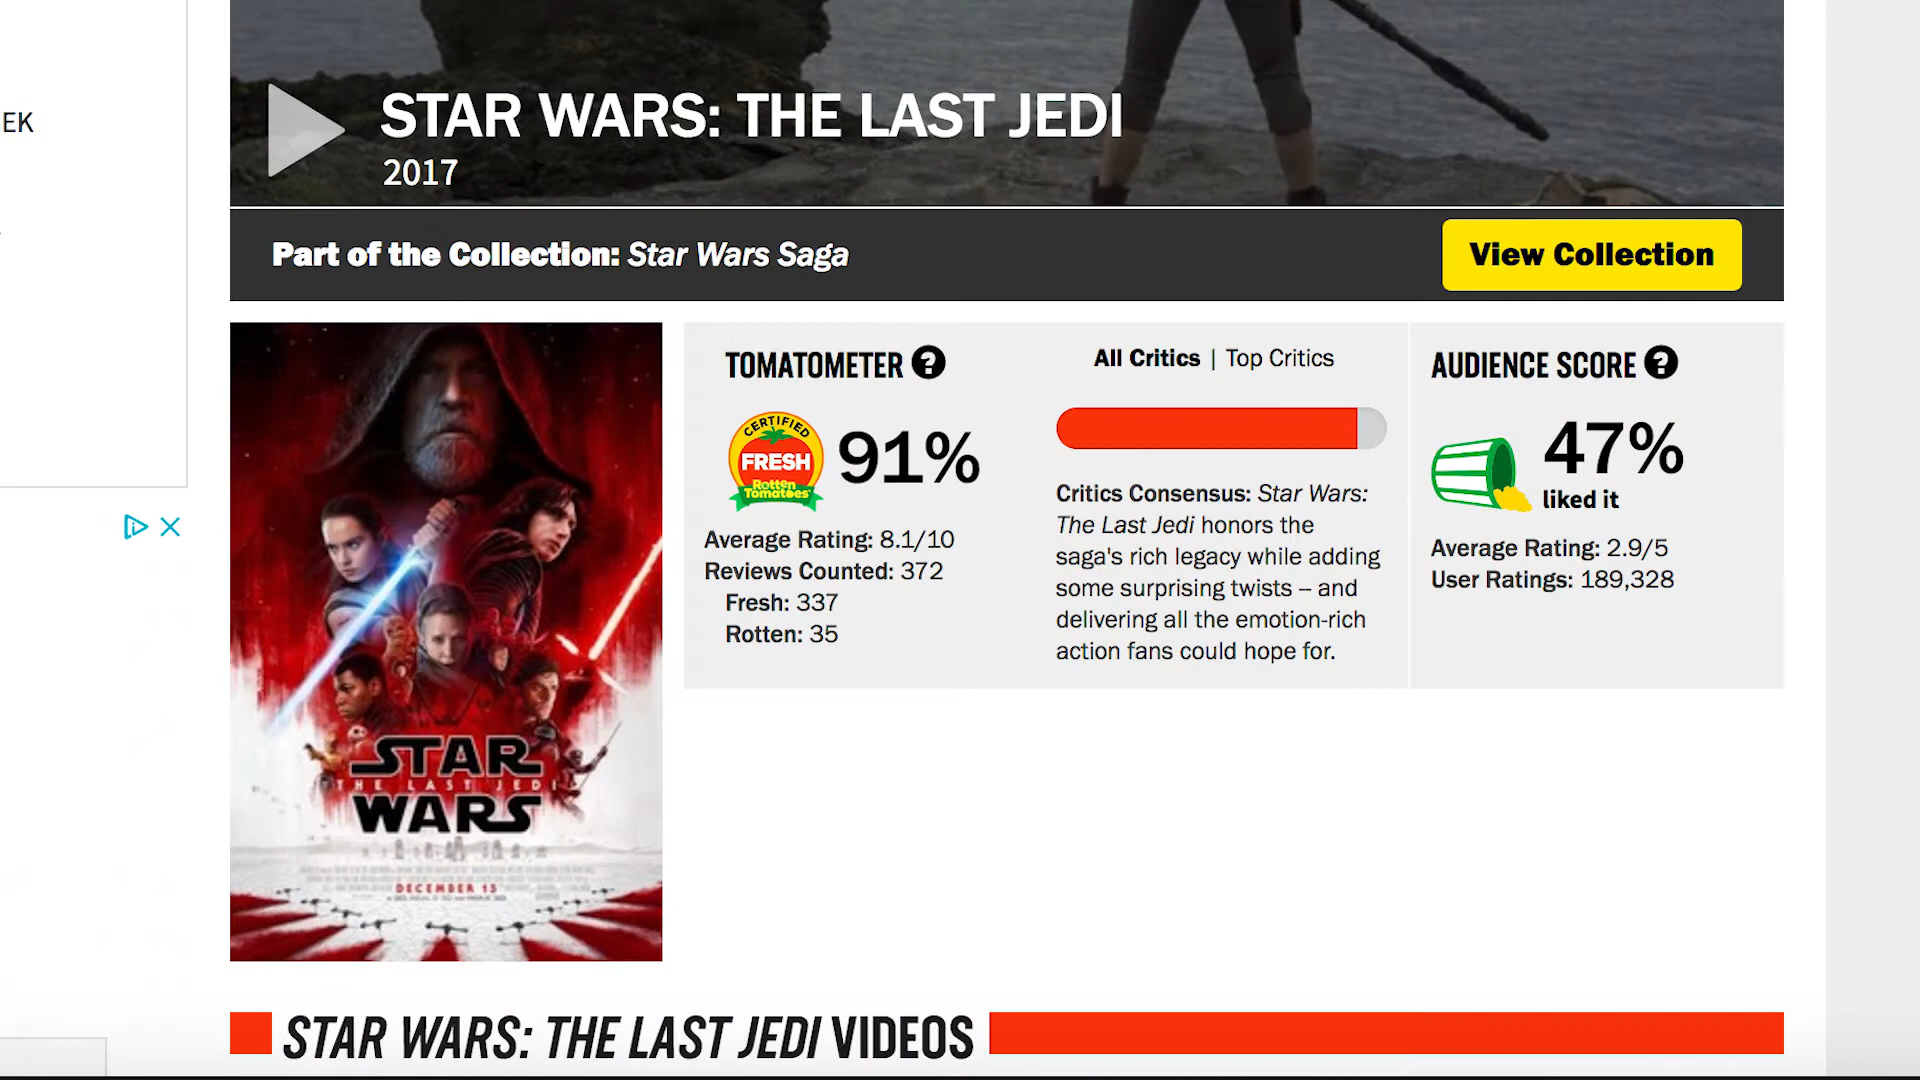 EK
STAR WARS: THE LAST JEDI
2017
Part of the Collection: Star Wars Saga
View Collection
TOMATOMETER ?
All Critics | Top Critics
CERTIFIED
FRESH
Rotten
Tomatoes
91%
Average Rating: 8.1/10
Reviews Counted: 372
Fresh: 337
Rotten: 35
Critics Consensus: Star Wars:
The Last Jedi honors the
saga's rich legacy while adding
some surprising twists -- and
delivering all the emotion-rich
action fans could hope for.
AUDIENCE SCORE ?
47%
liked it
Average Rating: 2.9/5
User Ratings: 189,328
STAR
THE LAST JEDI
WARS
DECEMBER 15
STAR WARS: THE LAST JEDI VIDEOS